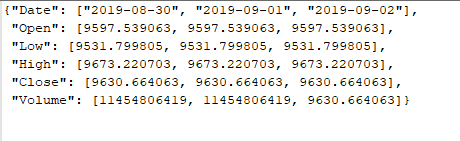 {"Date": ["2019-08-30", "2019-09-01", "2019-09-02"],
"Open": [9597.539063, 9597.539063, 9597.539063],
"Low": [9531.799805, 9531.799805, 9531.799805],
"High": [9673.220703, 9673.220703, 9673.220703],
"Close": [9630.664063, 9630.664063, 9630.664063],
"Volume": [11454806419, 11454806419, 9630.664063]}